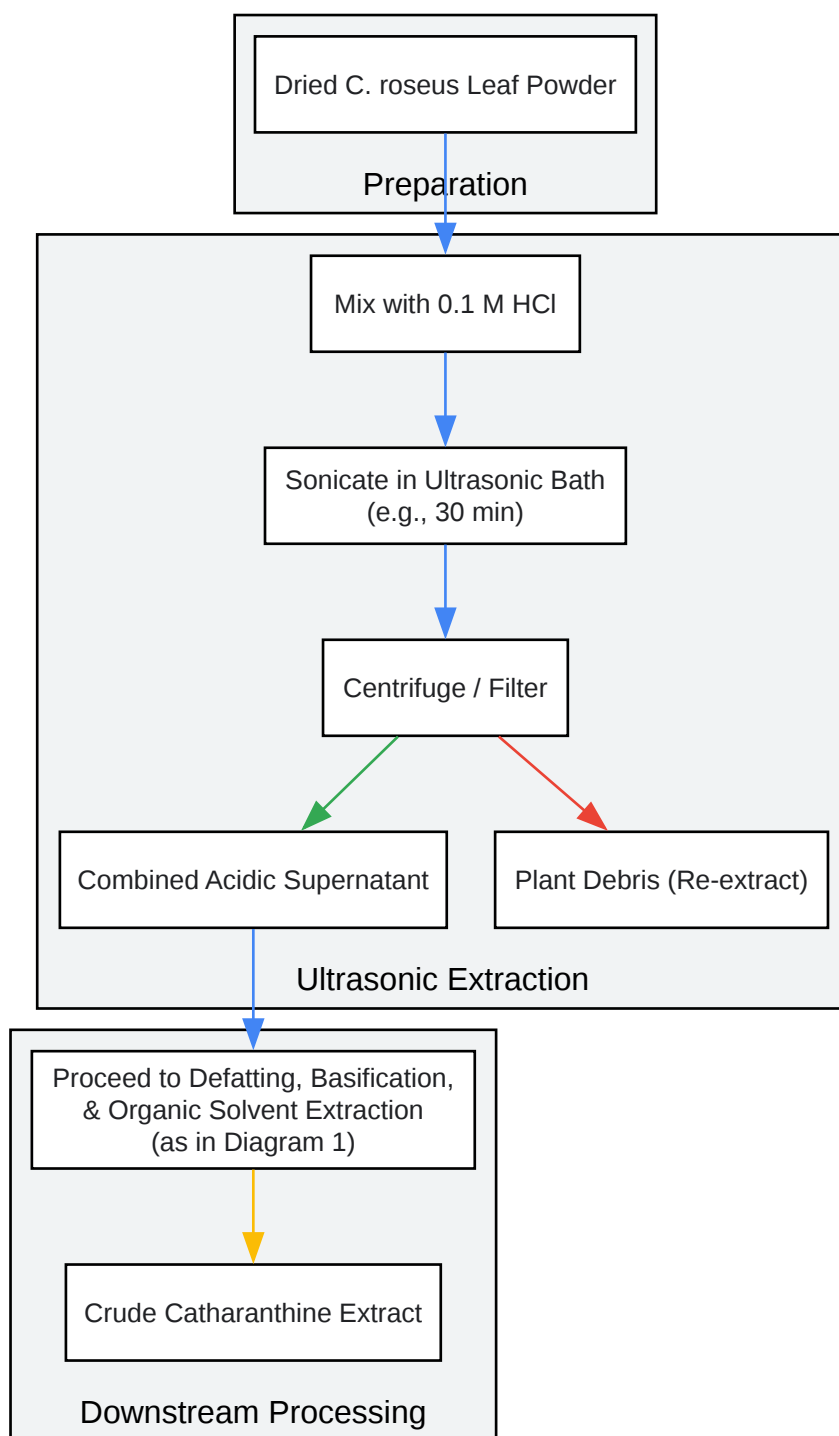 Dried C. roseus Leaf Powder
Preparation
Mix with 0.1 M HCl
Sonicate in Ultrasonic Bath
(e.g., 30 min)
Centrifuge / Filter
Combined Acidic Supernatant
Plant Debris (Re-extract)
Ultrasonic Extraction
Proceed to Defatting, Basification,
& Organic Solvent Extraction
(as in Diagram 1)
Crude Catharanthine Extract
Downstream Processing